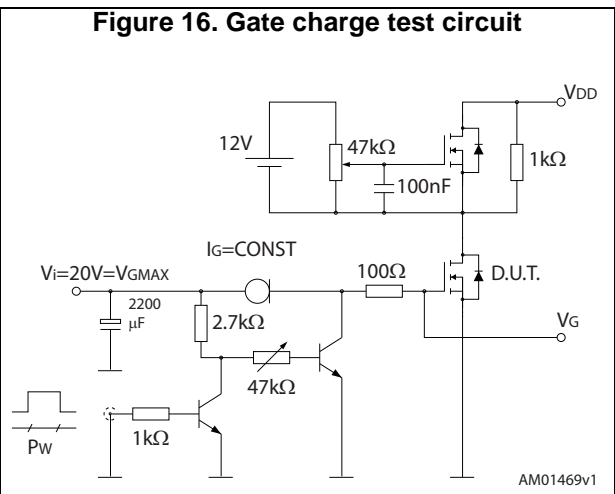 Figure 16. Gate charge test circuit
VDD
12V
47kΩ
1kΩ
100nF
IG=CONST
Vi=20V=VGMAX
100Ω
D.U.T.
2200
μF
2.7kΩ
VG
47kΩ
1kΩ
PW
AM01469v1